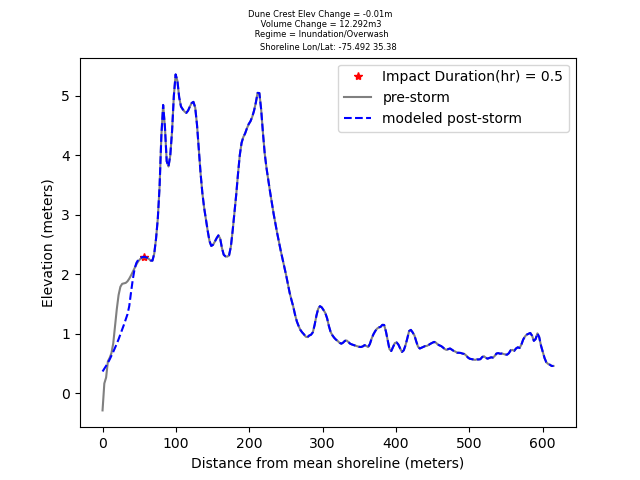 Dune Crest Elev Change = -0.01m
Volume Change = 12.292m3
Regime = Inundation/Overwash
Shoreline Lon/Lat: -75.492 35.38
Impact Duration(hr) = 0.5
pre-storm
modeled post-storm
Elevation (meters)
5
4
3
2
1
0
0 100 200 300 400 500 600
Distance from mean shoreline (meters)